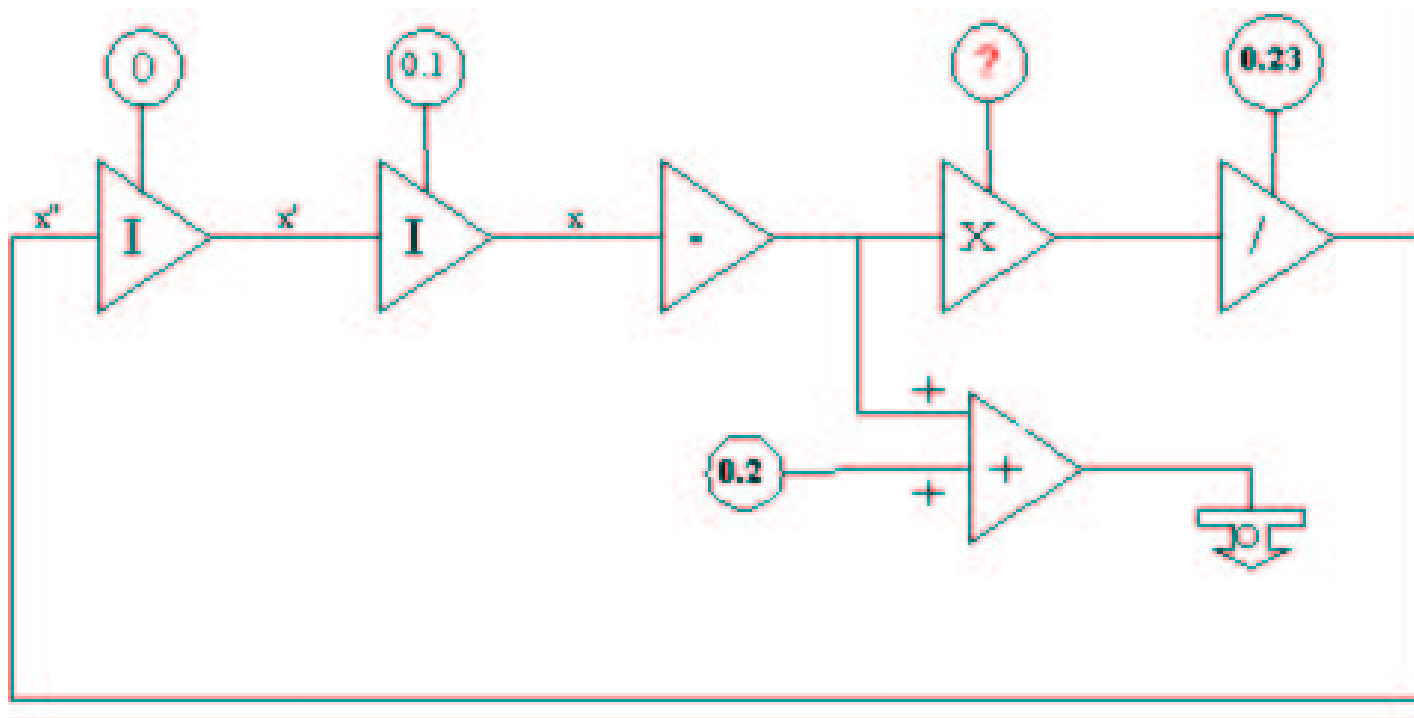 0 0.1 ? 0.23
x" x' x
I I - X /
+
0.2 +
+